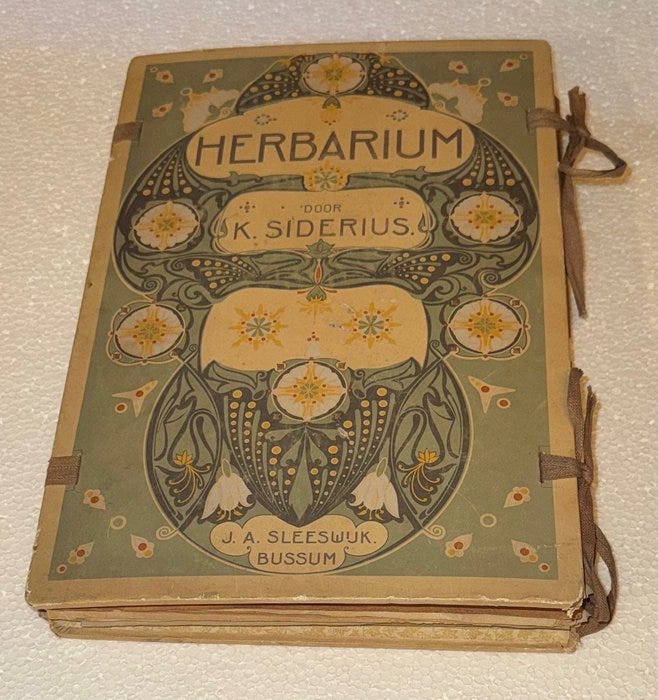 HERBARIUM
DOOR
K. SIDERIUS.
J. A. SLEESWIJK.
BUSSUM